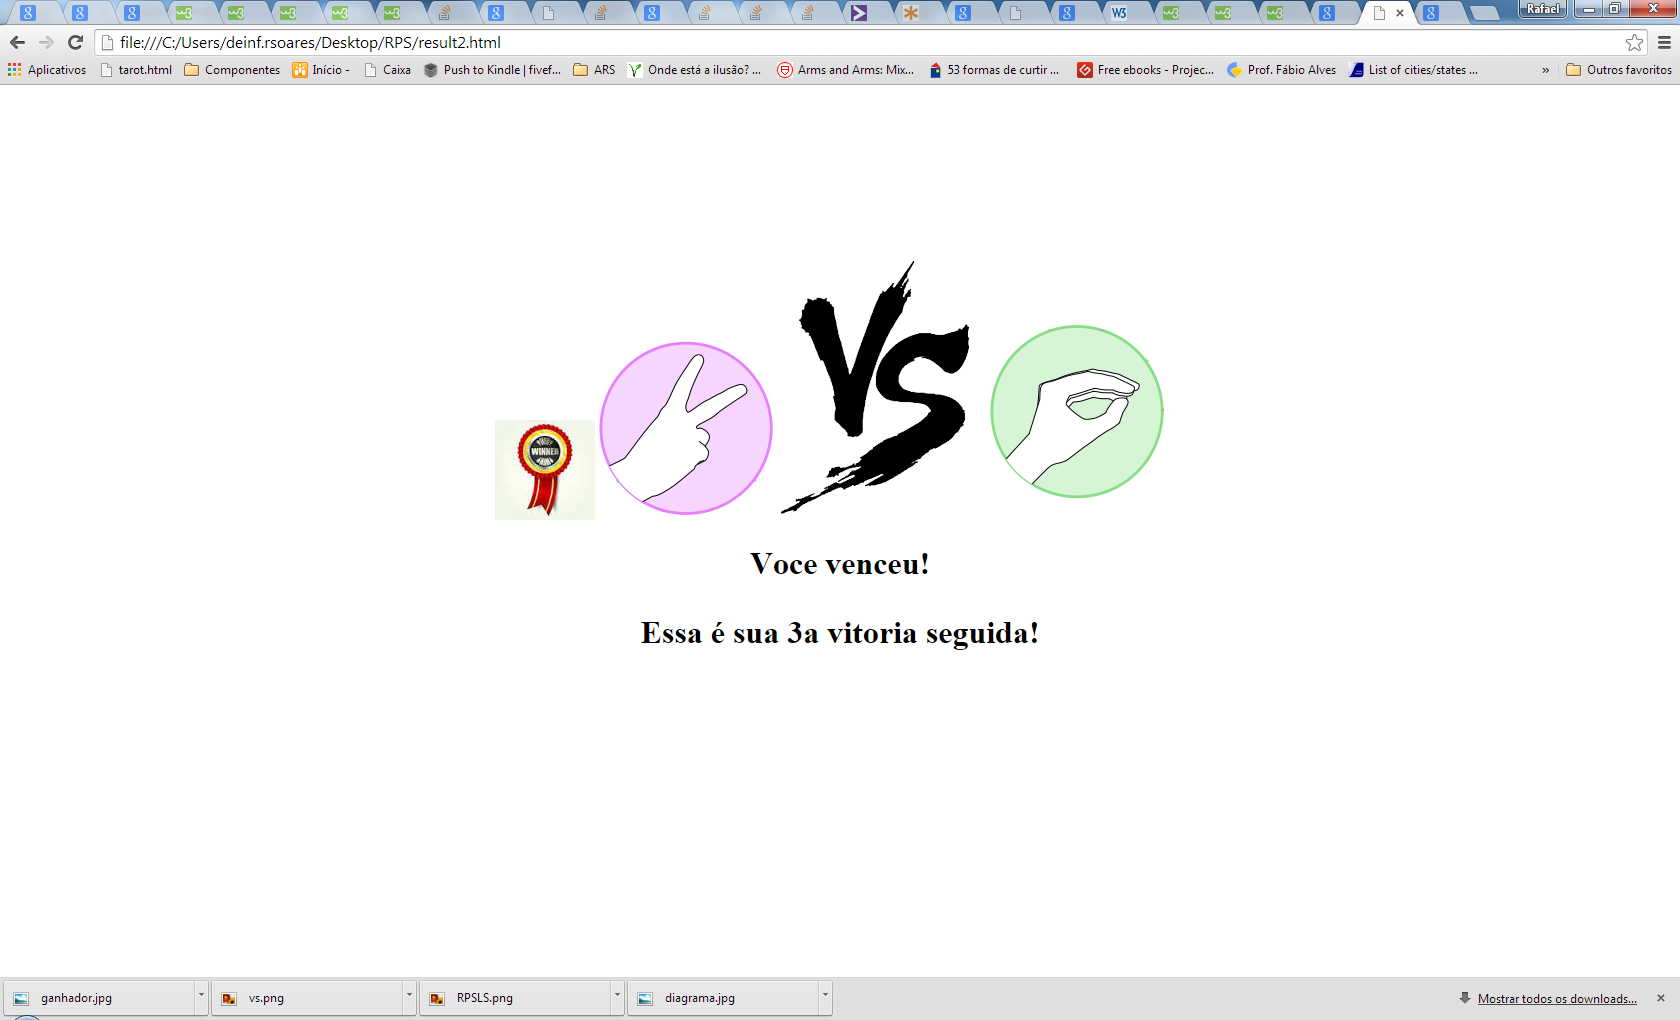 Rafael
file:///C:/Users/deinf.rsoares/Desktop/RPS/result2.html
Aplicativos tarot.html Componentes Início - Caixa Push to Kindle | fivef... ARS Onde está a ilusão? ... Arms and Arms: Mix... 53 formas de curtir ... Free ebooks - Projec... Prof. Fábio Alves List of cities/states ... » Outros favoritos
VS
WINNER
Voce venceu!
Essa é sua 3a vitoria seguida!
ganhador.jpg vs.png RPSLS.png diagrama.jpg Mostrar todos os downloads...